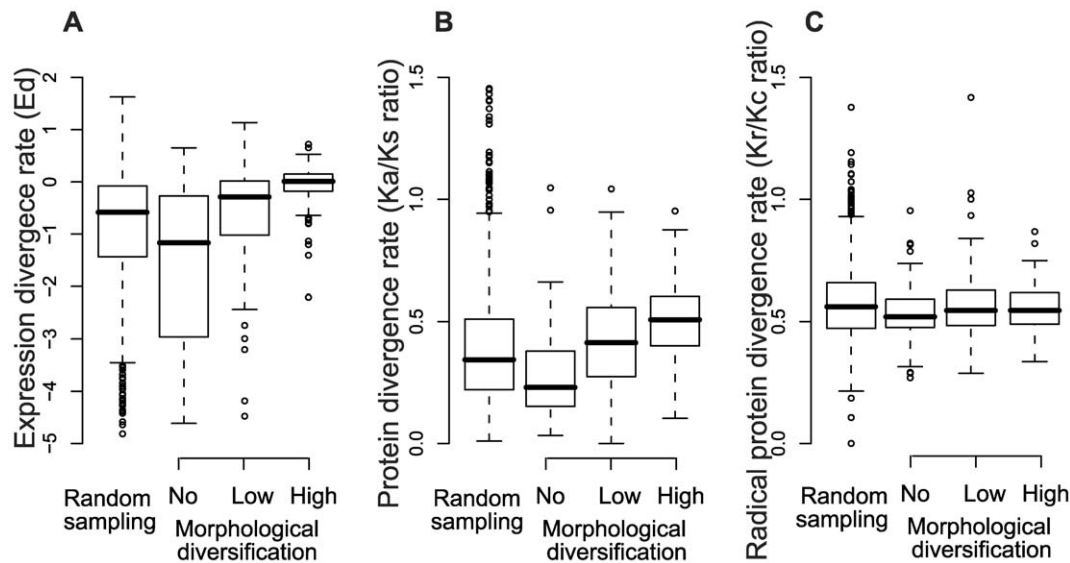 A
Expression divergece rate (Ed)
2
1
0
−1
−2
−3
−4
−5
Random
sampling
No
Low
High
Morphological
diversification
B
Protein divergence rate (Ka/Ks ratio)
1.5
1.0
0.5
0.0
Random
sampling
No
Low
High
Morphological
diversification
C
Radical protein divergence rate (Kr/Kc ratio)
1.5
1.0
0.5
0.0
Random
sampling
No
Low
High
Morphological
diversification